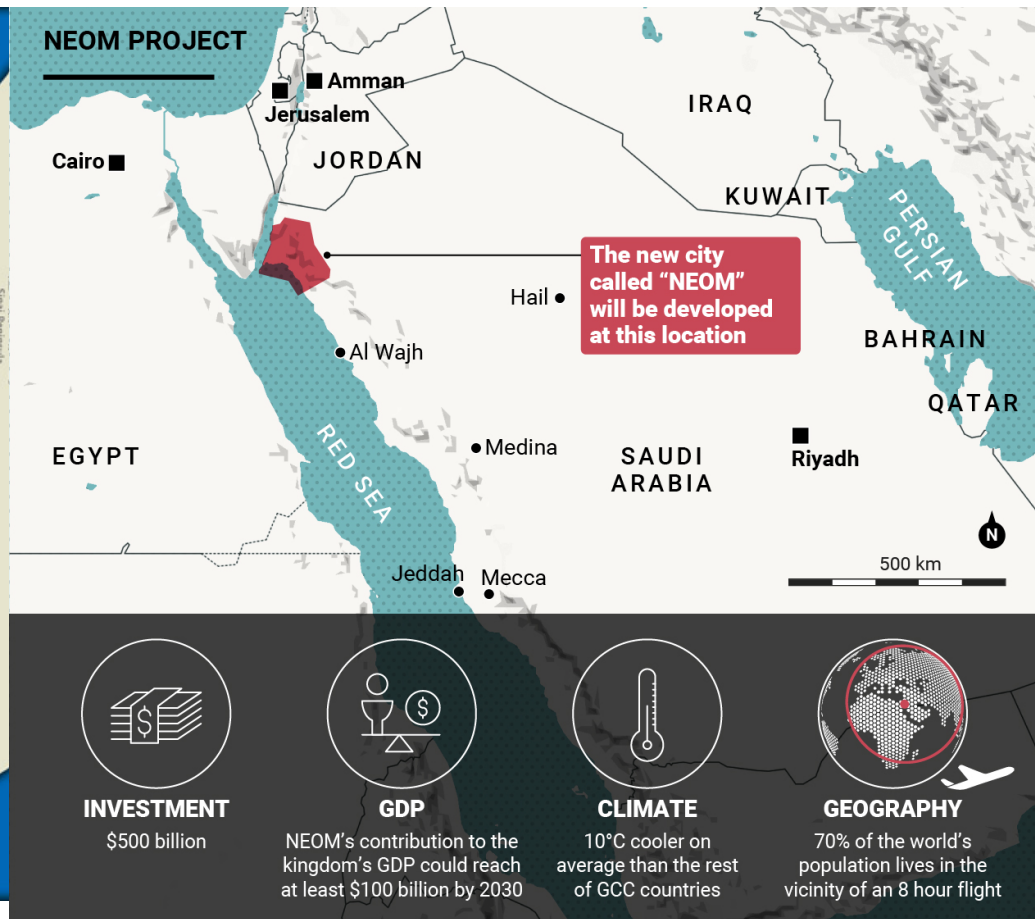 NEOM PROJECT
Amman
Jerusalem
IRAQ
Cairo
JORDAN
KUWAIT
PERSIAN
GULF
The new city
called “NEOM”
will be developed
at this location
Hail
BAHRAIN
Al Wajh
QATAR
EGYPT
RED SEA
Medina
SAUDI
ARABIA
Riyadh
N
500 km
Jeddah
Mecca
INVESTMENT
$500 billion
GDP
NEOM’s contribution to the
kingdom’s GDP could reach
at least $100 billion by 2030
CLIMATE
10°C cooler on
average than the rest
of GCC countries
GEOGRAPHY
70% of the world’s
population lives in the
vicinity of an 8 hour flight
$
$